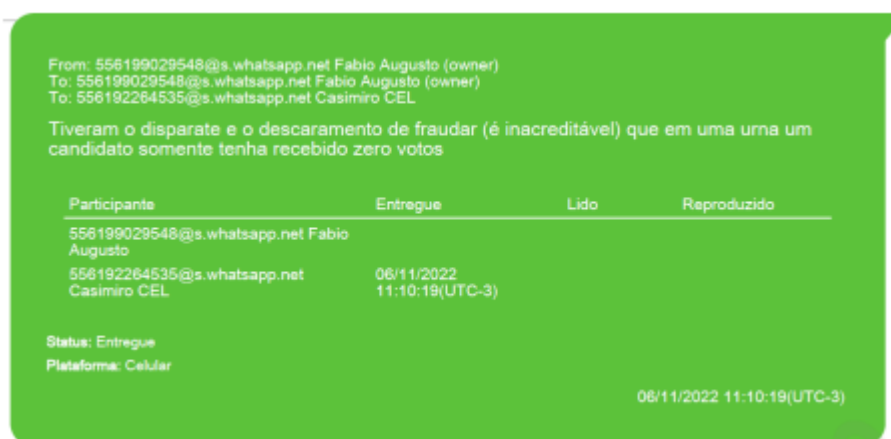 From: 556199029548@s.whatsapp.net Fabio Augusto (owner)
To: 556199029548@s.whatsapp.net Fabio Augusto (owner)
To: 556192264535@s.whatsapp.net Casimiro CEL
Tiveram o disparate e o descaramento de fraudar (é inacreditável) que em uma urna um
candidato somente tenha recebido zero votos
Participante Entregue Lido Reproduzido
556199029548@s.whatsapp.net Fabio
Augusto
556192264535@s.whatsapp.net 06/11/2022
Casimiro CEL 11:10:19(UTC-3)
Status: Entregue
Plataforma: Celular
06/11/2022 11:10:19(UTC-3)